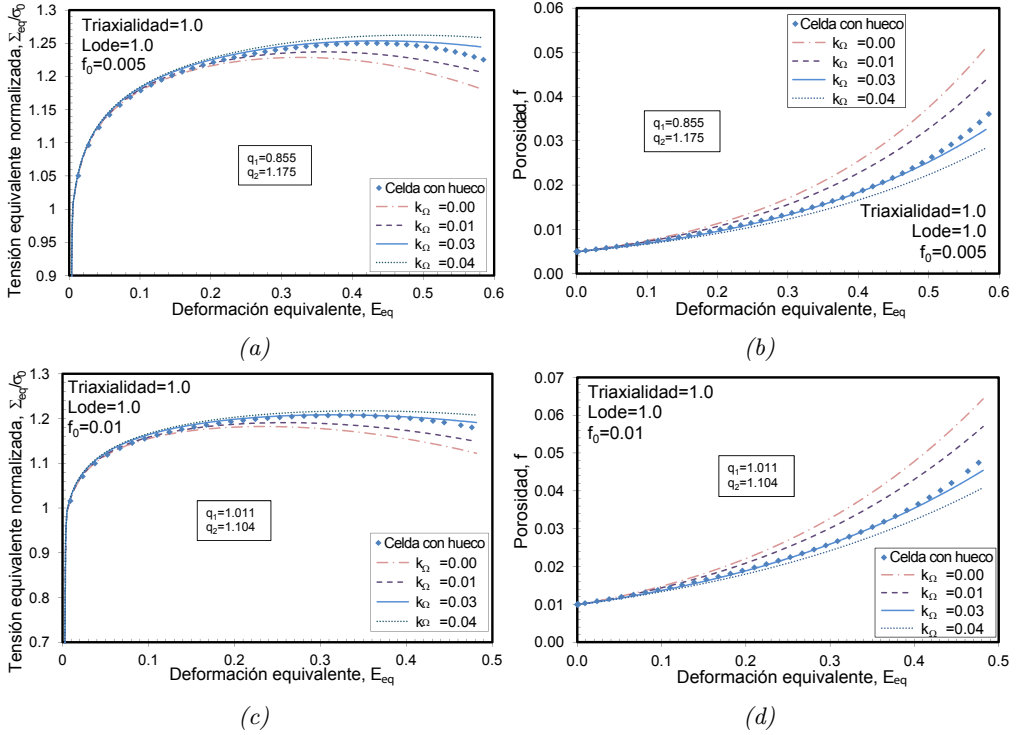 Tensión equivalente normalizada, Σeq/σ0
1.3
1.25
1.2
1.15
1.1
1.05
1
0.95
0.9
Triaxialidad=1.0
Lode=1.0
f0=0.005
q1=0.855
q2=1.175
Celda con hueco
kΩ =0.00
kΩ =0.01
kΩ =0.03
kΩ =0.04
0 0.1 0.2 0.3 0.4 0.5 0.6
Deformación equivalente, Eeq
(a)
Porosidad, f
0.06
0.05
0.04
0.03
0.02
0.01
0.00
Celda con hueco
kΩ =0.00
kΩ =0.01
kΩ =0.03
kΩ =0.04
q1=0.855
q2=1.175
Triaxialidad=1.0
Lode=1.0
f0=0.005
0.0 0.1 0.2 0.3 0.4 0.5 0.6
Deformación equivalente, Eeq
(b)
Tensión equivalente normalizada, Σeq/σ0
1.3
1.2
1.1
1
0.9
0.8
0.7
Triaxialidad=1.0
Lode=1.0
f0=0.01
q1=1.011
q2=1.104
Celda con hueco
kΩ =0.00
kΩ =0.01
kΩ =0.03
kΩ =0.04
0 0.1 0.2 0.3 0.4 0.5
Deformación equivalente, Eeq
(c)
Porosidad, f
0.07
0.06
0.05
0.04
0.03
0.02
0.01
0.00
Triaxialidad=1.0
Lode=1.0
f0=0.01
q1=1.011
q2=1.104
Celda con hueco
kΩ =0.00
kΩ =0.01
kΩ =0.03
kΩ =0.04
0.0 0.1 0.2 0.3 0.4 0.5
Deformación equivalente, Eeq
(d)